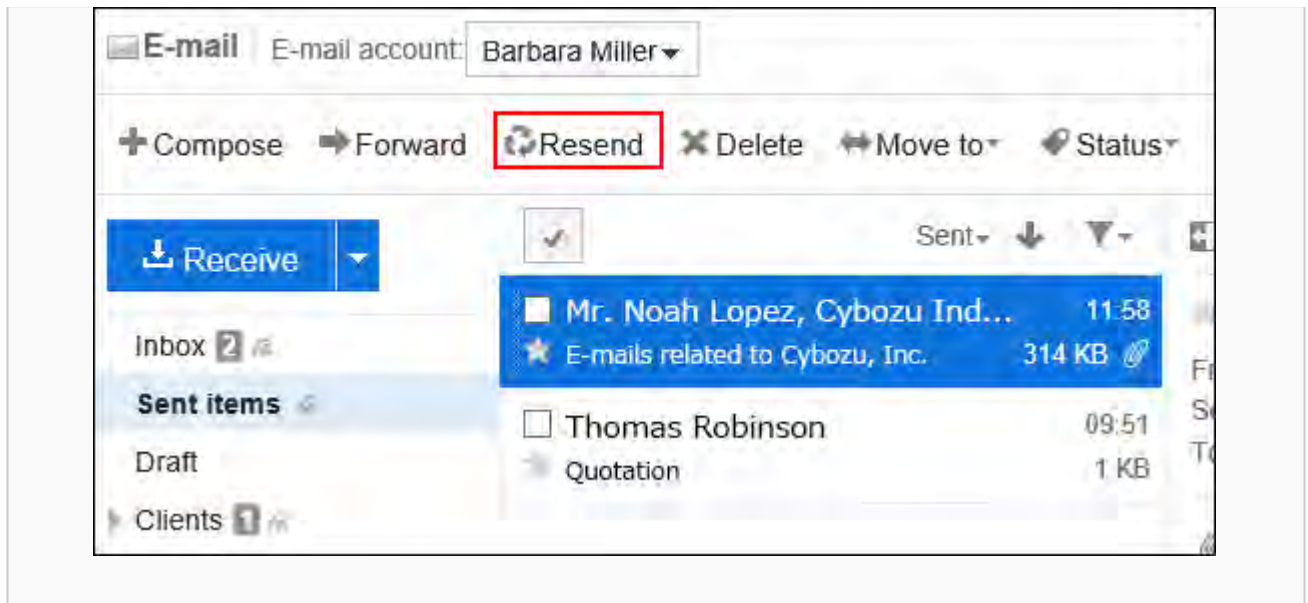 E-mail E-mail account: Barbara Miller
Compose Forward Resend Delete Move to Status
Receive
Sent
Mr. Noah Lopez, Cybozu Ind... 11:58
E-mails related to Cybozu, Inc. 314 KB
Inbox 2
Sent items
Thomas Robinson 09:51
Quotation 1 KB
Draft
Clients 1